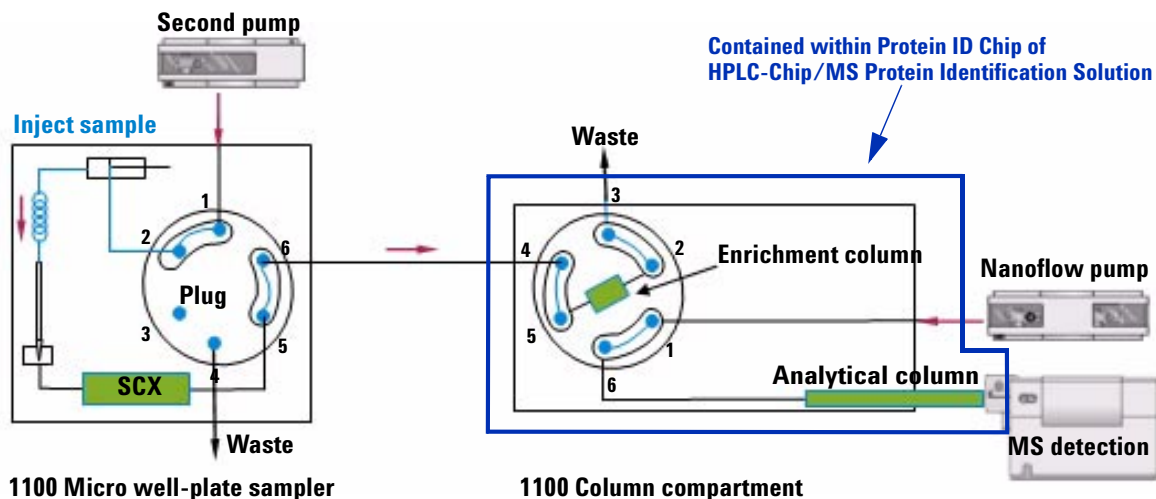 Second pump
Contained within Protein ID Chip of
HPLC-Chip/MS Protein Identification Solution
Inject sample
Waste
1
2
6
Plug
3
5
4
SCX
Waste
3
4
2
Enrichment column
Nanoflow pump
5
1
6
Analytical column
MS detection
1100 Micro well-plate sampler
1100 Column compartment